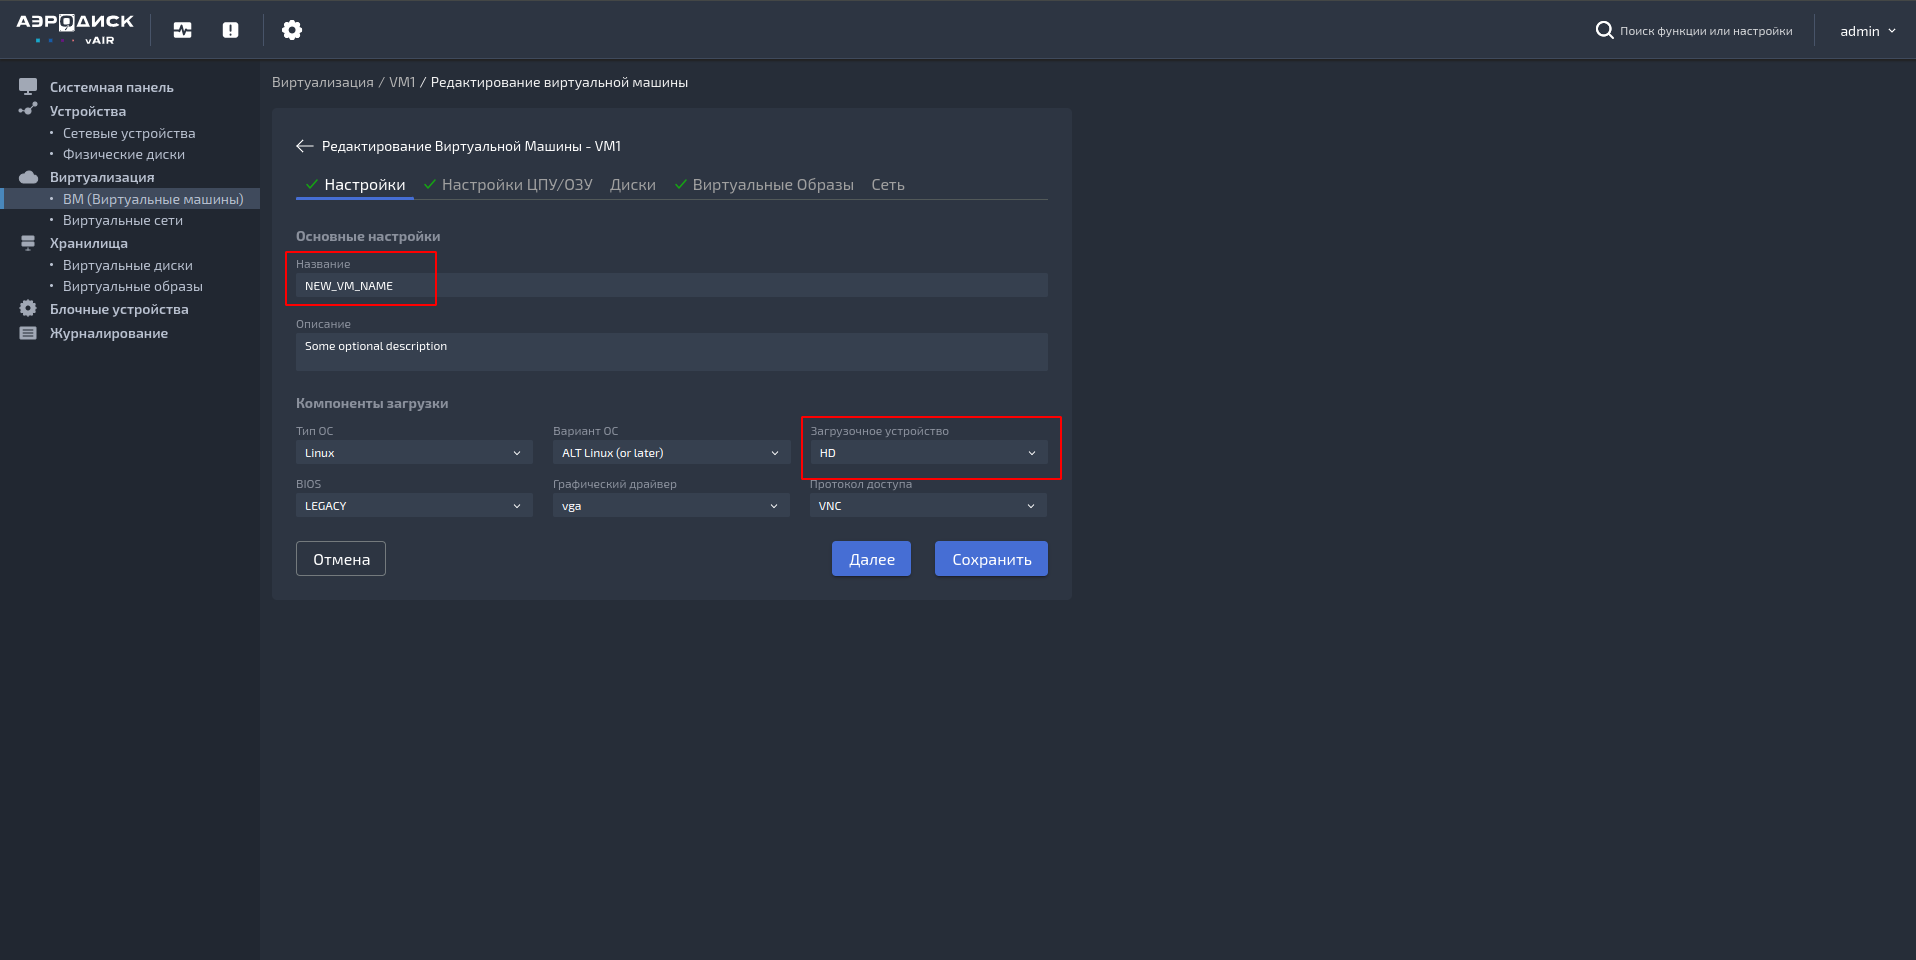 АЭРОДИСК
vAIR
Поиск функции или настройки
admin
Системная панель
Устройства
Сетевые устройства
Физические диски
Виртуализация
ВМ (Виртуальные машины)
Виртуальные сети
Хранилища
Виртуальные диски
Виртуальные образы
Блочные устройства
Журналирование
Виртуализация / VM1 / Редактирование виртуальной машины
Редактирование Виртуальной Машины - VM1
Настройки Настройки ЦПУ/ОЗУ Диски Виртуальные Образы Сеть
Основные настройки
Название
NEW_VM_NAME
Описание
Some optional description
Компоненты загрузки
Тип ОС Вариант ОС Загрузочное устройство
Linux ALT Linux (or later) HD
BIOS Графический драйвер Протокол доступа
LEGACY vga VNC
Отмена Далее Сохранить